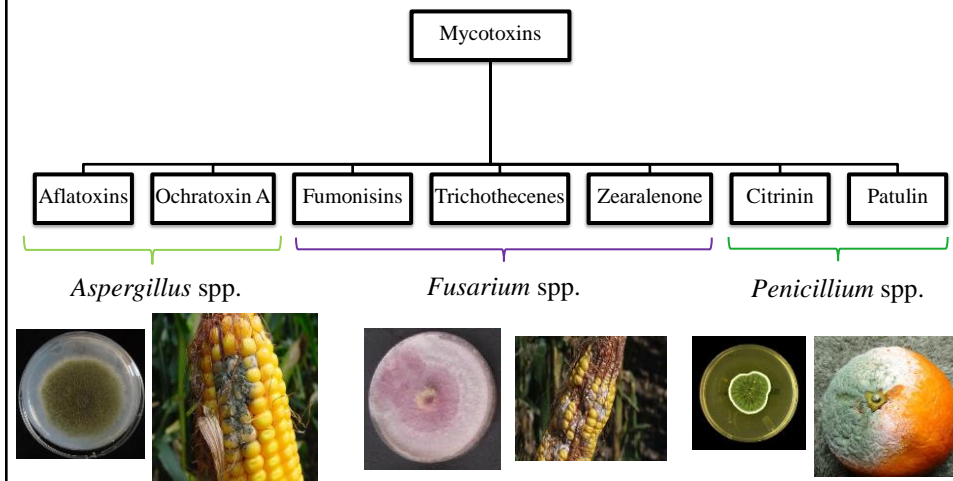 Mycotoxins
Aflatoxins
Ochratoxin A
Fumonisins
Trichothecenes
Zearalenone
Citrinin
Patulin
Aspergillus spp.
Fusarium spp.
Penicillium spp.